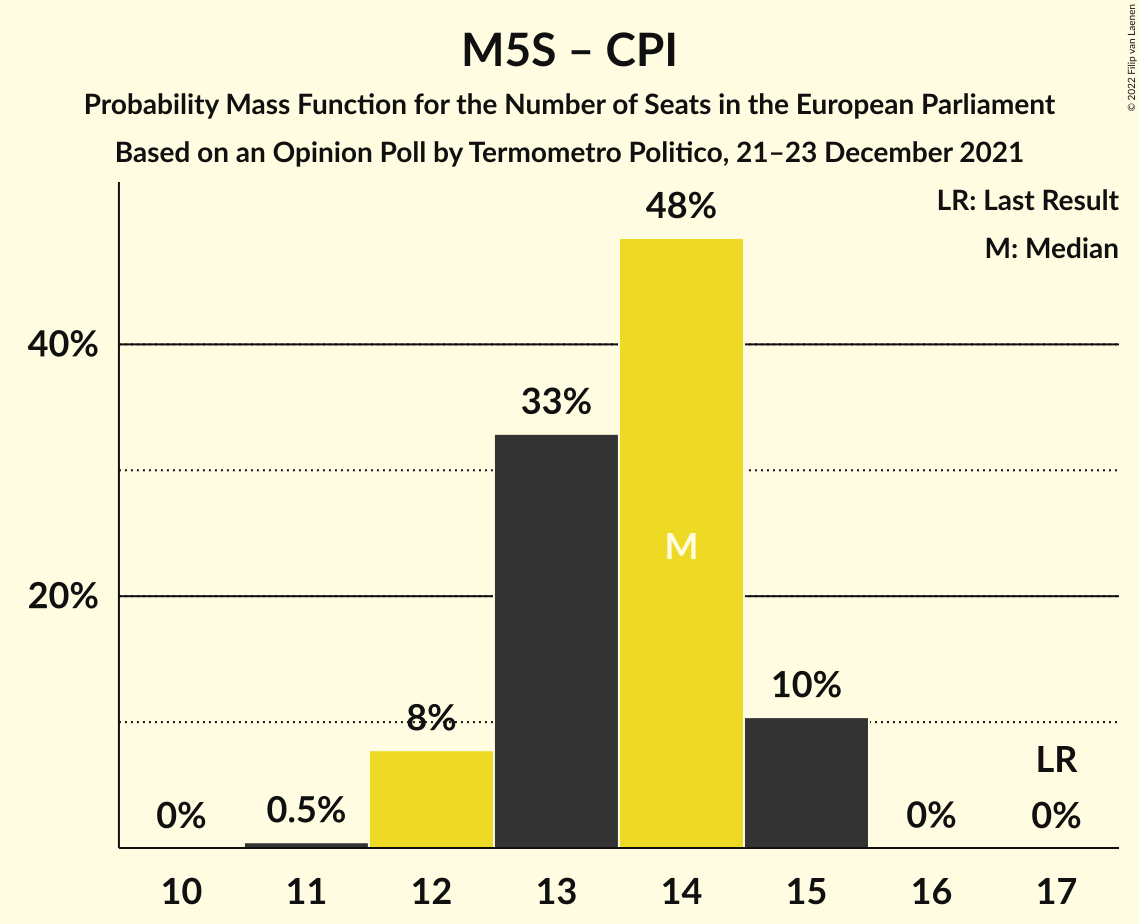 M5S – CPI
Probability Mass Function for the Number of Seats in the European Parliament
Based on an Opinion Poll by Termometro Politico, 21–23 December 2021
© 2022 Filip van Laenen
LR: Last Result
M: Median
48%
40%
33%
M
20%
10%
8%
LR
0%
0.5%
0%
0%
10 11 12 13 14 15 16 17